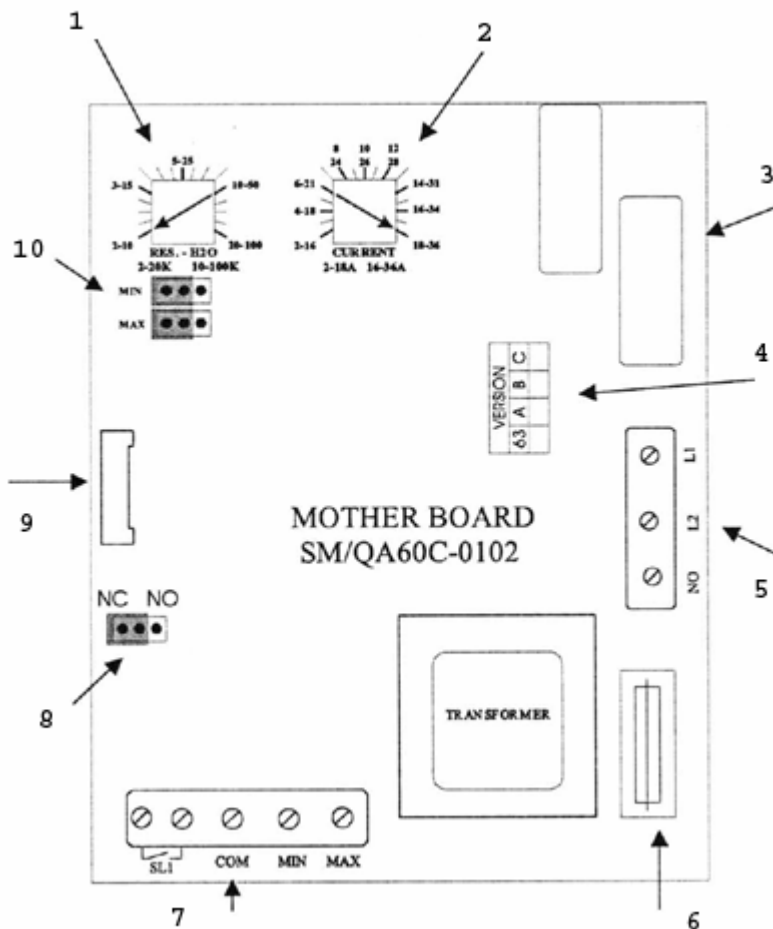 1
2
3
8 10 12
24 26 28
5-25
3-15 10-50
6-21 14-31
4-18 16-34
2-10 20-100
2-16 18-36
RES. - H2O
2-20K 10-100K
CURRENT
2-18A 16-36A
10
MIN
MAX
VERSION
63 A B C
4
L1
L2
NO
5
9
MOTHER BOARD
SM/QA60C-0102
NC NO
8
TRANSFORMER
SL1 COM MIN MAX
7
6